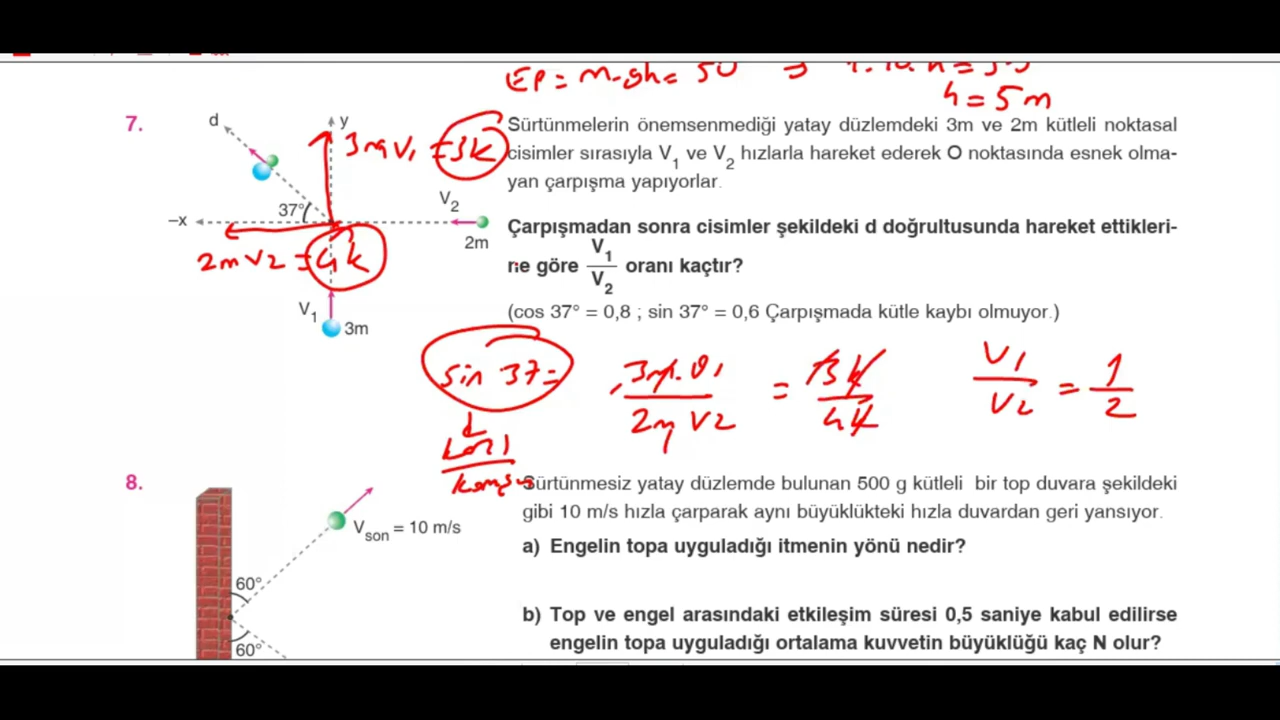 EP = m.gh = 50 ⇒
h = 5 m
7.
d
y
3mV₁ = 3k
37°
-x
V₂
2m
2mV2 = 4k
V₁
3m
Sürtünmelerin önemsenmediği yatay düzlemdeki 3m ve 2m kütleli noktasal
cisimler sırasıyla V₁ ve V₂ hızlarla hareket ederek O noktasında esnek olma-
yan çarpışma yapıyorlar.
Çarpışmadan sonra cisimler şekildeki d doğrultusunda hareket ettikleri-
ne göre V₁/V₂ oranı kaçtır?
(cos 37° = 0,8 ; sin 37° = 0,6 Çarpışmada kütle kaybı olmuyor.)
sin 37 = 3m.V1 / 2m V2 = 3k / 4k
V1 / V2 = 1 / 2
8.
V son = 10 m/s
60°
60°
Sürtünmesiz yatay düzlemde bulunan 500 g kütleli bir top duvara şekildeki
gibi 10 m/s hızla çarparak aynı büyüklükteki hızla duvardan geri yansıyor.
a) Engelin topa uyguladığı itmenin yönü nedir?
b) Top ve engel arasındaki etkileşim süresi 0,5 saniye kabul edilirse
engelin topa uyguladığı ortalama kuvvetin büyüklüğü kaç N olur?